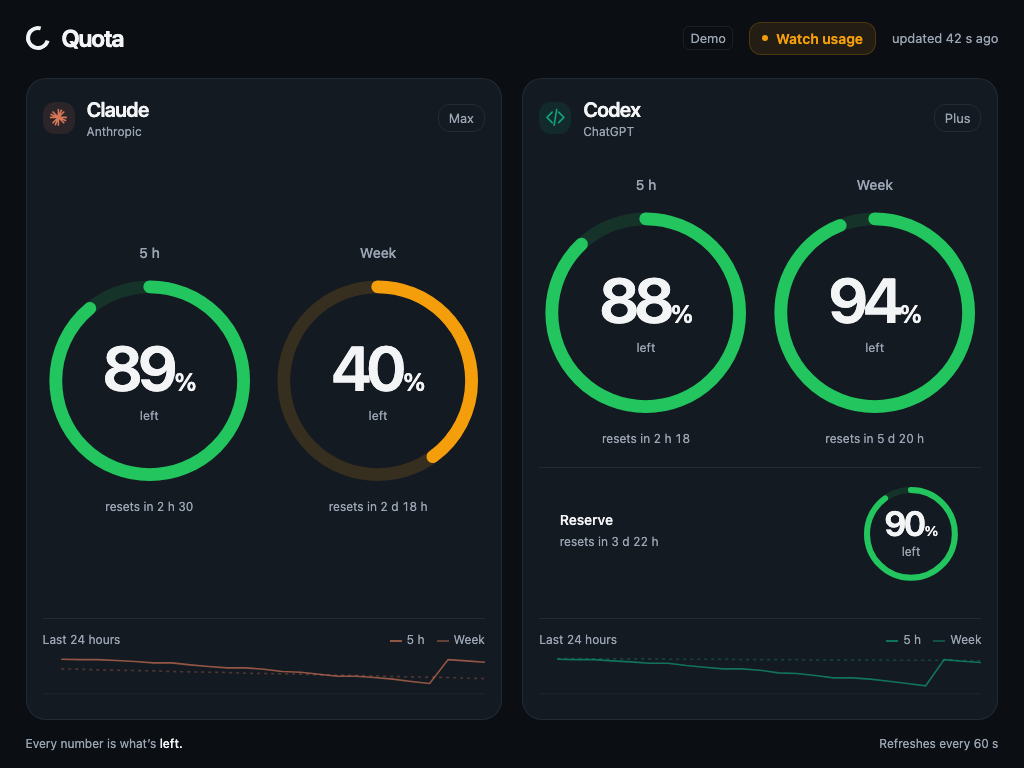 Quota
Demo
Watch usage
updated 42 s ago
Claude
Anthropic
Max
5 h
Week
89%
left
40%
left
resets in 2 h 30
resets in 2 d 18 h
Last 24 hours
5 h
Week
Codex
ChatGPT
Plus
5 h
Week
88%
left
94%
left
resets in 2 h 18
resets in 5 d 20 h
Reserve
resets in 3 d 22 h
90%
left
Last 24 hours
5 h
Week
Every number is what's left.
Refreshes every 60 s